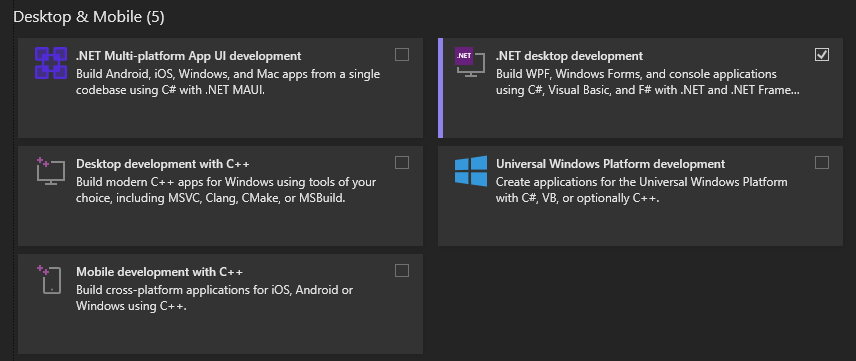 Desktop & Mobile (5)
.NET Multi-platform App UI development
Build Android, iOS, Windows, and Mac apps from a single
codebase using C# with .NET MAUI.
.NET
.NET desktop development
Build WPF, Windows Forms, and console applications
using C#, Visual Basic, and F# with .NET and .NET Frame...
Desktop development with C++
Build modern C++ apps for Windows using tools of your
choice, including MSVC, Clang, CMake, or MSBuild.
Universal Windows Platform development
Create applications for the Universal Windows Platform
with C#, VB, or optionally C++.
Mobile development with C++
Build cross-platform applications for iOS, Android or
Windows using C++.